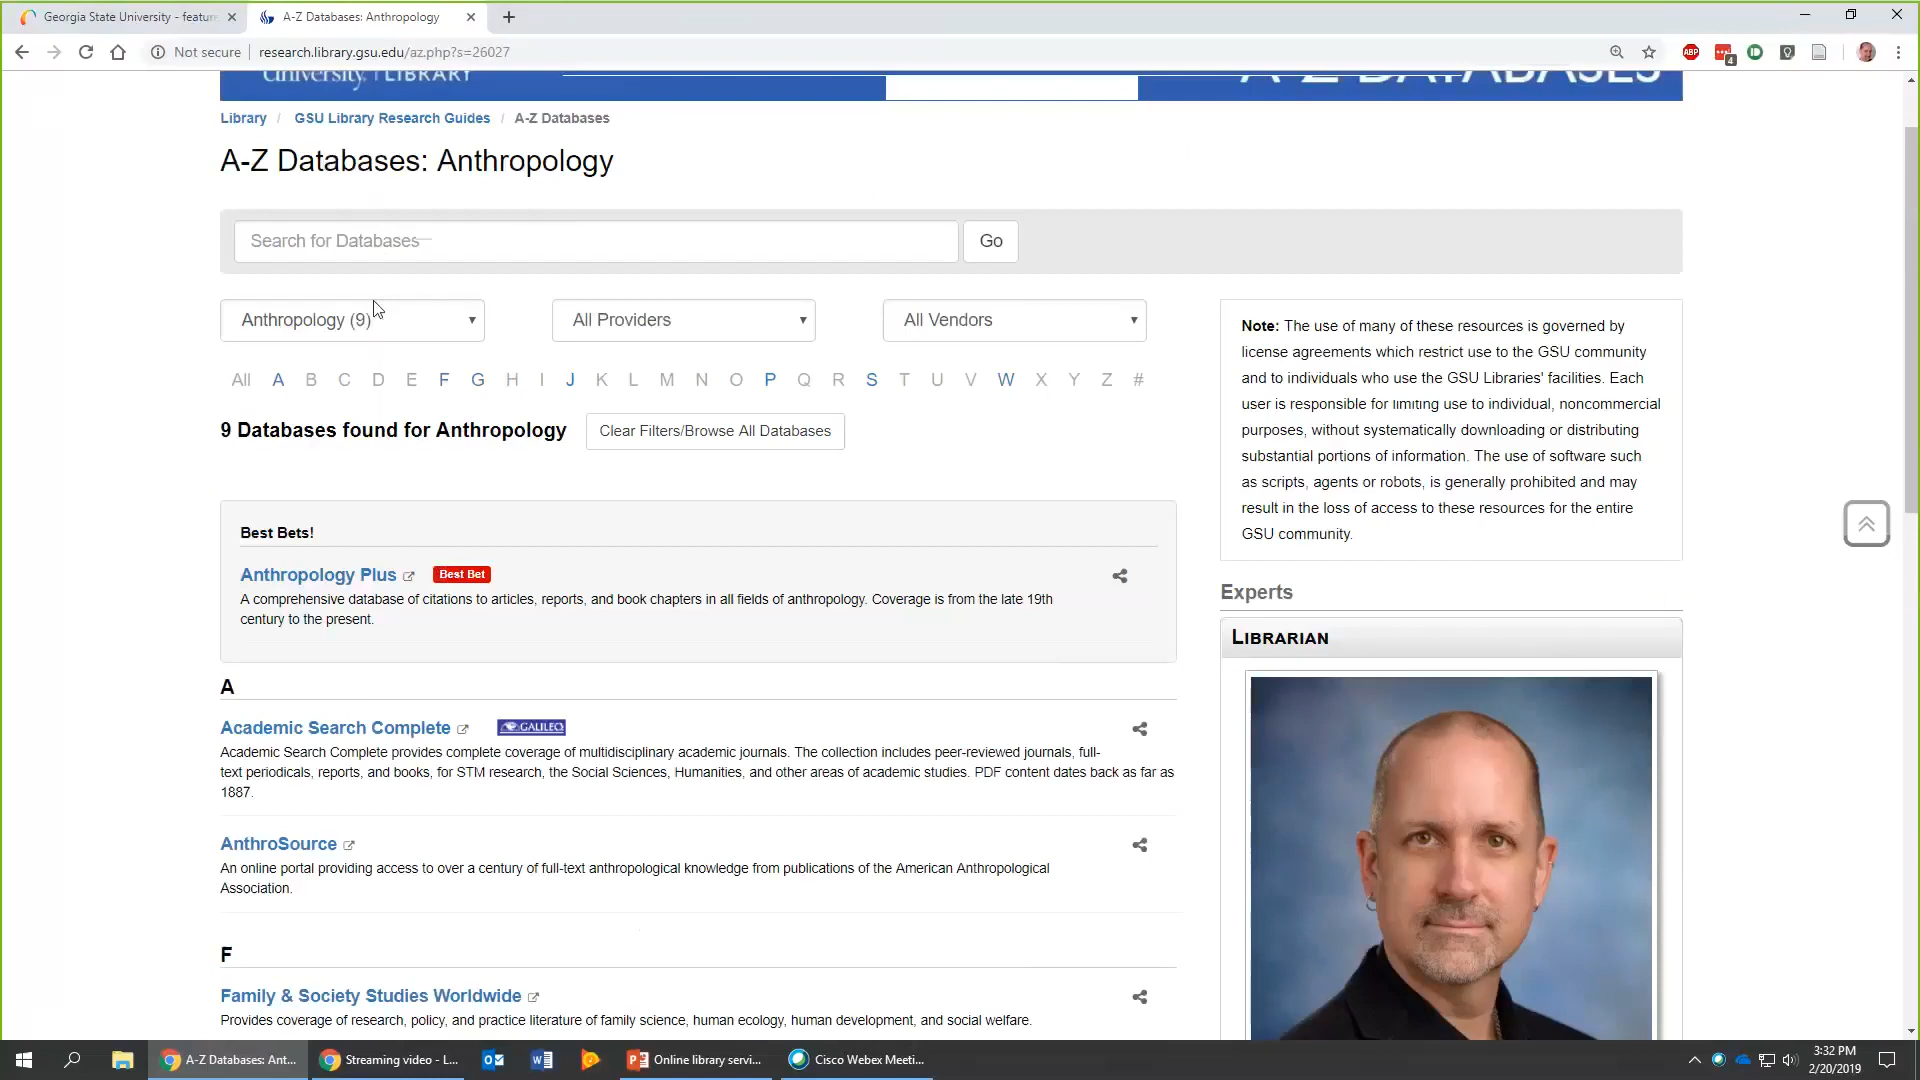 Georgia State University - featur
A-Z Databases: Anthropology
Not secure
research.library.gsu.edu/az.php?s=26027
4
ABP
University | LIBRARY
A-Z DATABASES
Library / GSU Library Research Guides / A-Z Databases
A-Z Databases: Anthropology
Search for Databases
Go
Anthropology (9)
All Providers
All Vendors
All A B C D E F G H I J K L M N O P Q R S T U V W X Y Z #
9 Databases found for Anthropology
Clear Filters/Browse All Databases
Best Bets!
Anthropology Plus
Best Bet
A comprehensive database of citations to articles, reports, and book chapters in all fields of anthropology. Coverage is from the late 19th
century to the present.
A
Academic Search Complete
GALILEO
Academic Search Complete provides complete coverage of multidisciplinary academic journals. The collection includes peer-reviewed journals, full-
text periodicals, reports, and books, for STM research, the Social Sciences, Humanities, and other areas of academic studies. PDF content dates back as far as
1887.
AnthroSource
An online portal providing access to over a century of full-text anthropological knowledge from publications of the American Anthropological
Association.
F
Family & Society Studies Worldwide
Provides coverage of research, policy, and practice literature of family science, human ecology, human development, and social welfare.
Note: The use of many of these resources is governed by
license agreements which restrict use to the GSU community
and to individuals who use the GSU Libraries' facilities. Each
user is responsible for limiting use to individual, noncommercial
purposes, without systematically downloading or distributing
substantial portions of information. The use of software such
as scripts, agents or robots, is generally prohibited and may
result in the loss of access to these resources for the entire
GSU community.
Experts
LIBRARIAN
A-Z Databases: Ant...
Streaming video - L...
Online library servi...
Cisco Webex Meeti...
3:32 PM
2/20/2019